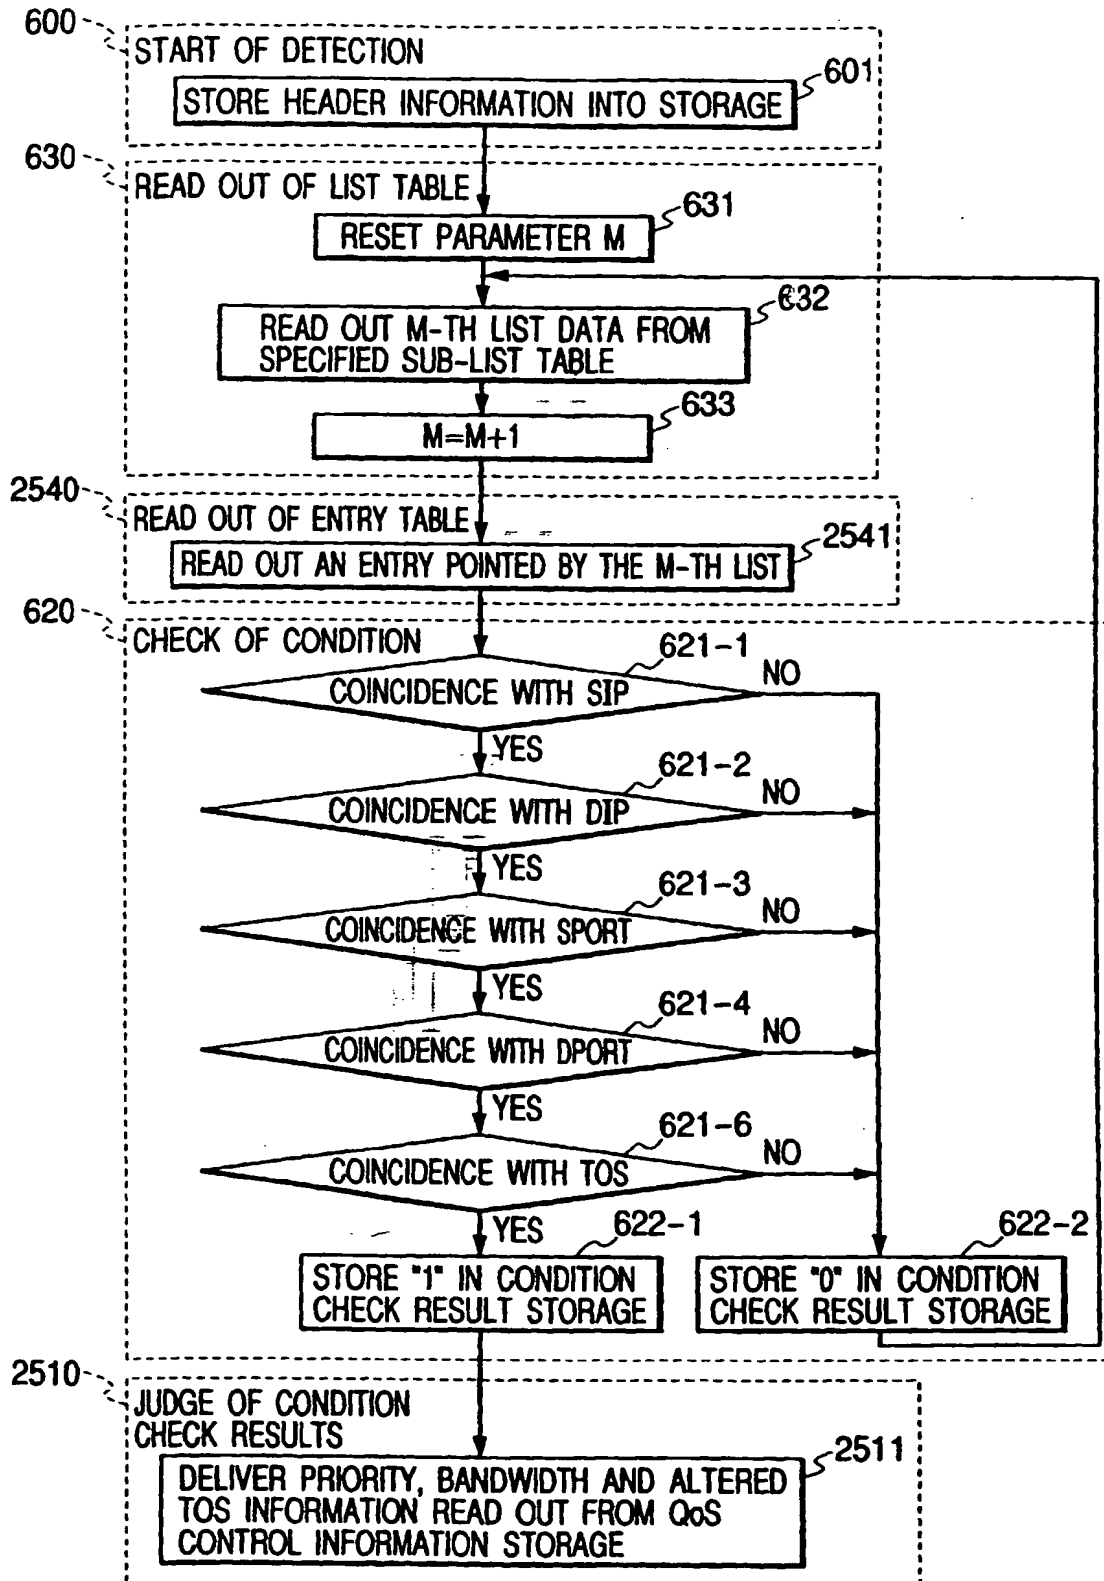 600
START OF DETECTION
601
STORE HEADER INFORMATION INTO STORAGE
630
READ OUT OF LIST TABLE
631
RESET PARAMETER M
632
READ OUT M-TH LIST DATA FROM
SPECIFIED SUB-LIST TABLE
633
M=M+1
2540
READ OUT OF ENTRY TABLE
2541
READ OUT AN ENTRY POINTED BY THE M-TH LIST
620
CHECK OF CONDITION
621-1
COINCIDENCE WITH SIP
NO
YES
621-2
COINCIDENCE WITH DIP
NO
YES
621-3
COINCIDENCE WITH SPORT
NO
YES
621-4
COINCIDENCE WITH DPORT
NO
YES
621-6
COINCIDENCE WITH TOS
NO
YES
622-1
STORE "1" IN CONDITION
CHECK RESULT STORAGE
622-2
STORE "0" IN CONDITION
CHECK RESULT STORAGE
2510
JUDGE OF CONDITION
CHECK RESULTS
2511
DELIVER PRIORITY, BANDWIDTH AND ALTERED
TOS INFORMATION READ OUT FROM QoS
CONTROL INFORMATION STORAGE